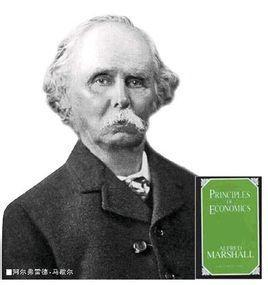 PRINCIPLES
OF
ECONOMICS
ALFRED
MARSHALL
■阿尔弗雷德·马歇尔